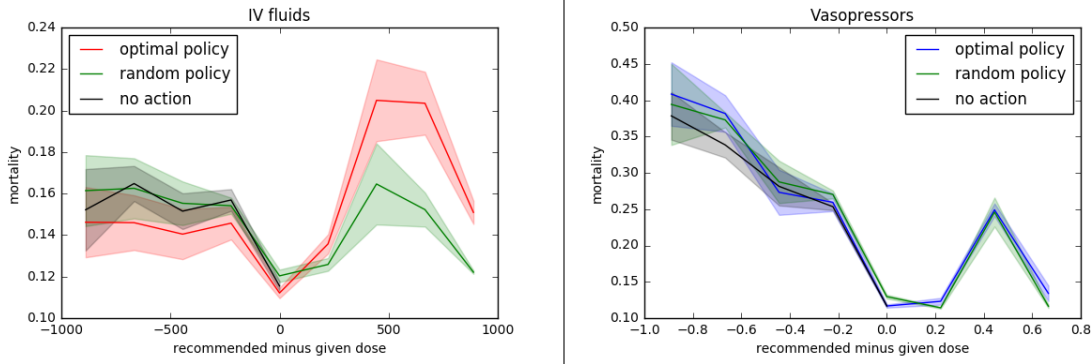 IV fluids
0.24
0.22
0.20
0.18
0.16
0.14
0.12
0.10
mortality
optimal policy
random policy
no action
−1000
−500
0
500
1000
recommended minus given dose
Vasopressors
0.50
0.45
0.40
0.35
0.30
0.25
0.20
0.15
0.10
mortality
optimal policy
random policy
no action
−1.0
−0.8
−0.6
−0.4
−0.2
0.0
0.2
0.4
0.6
0.8
recommended minus given dose